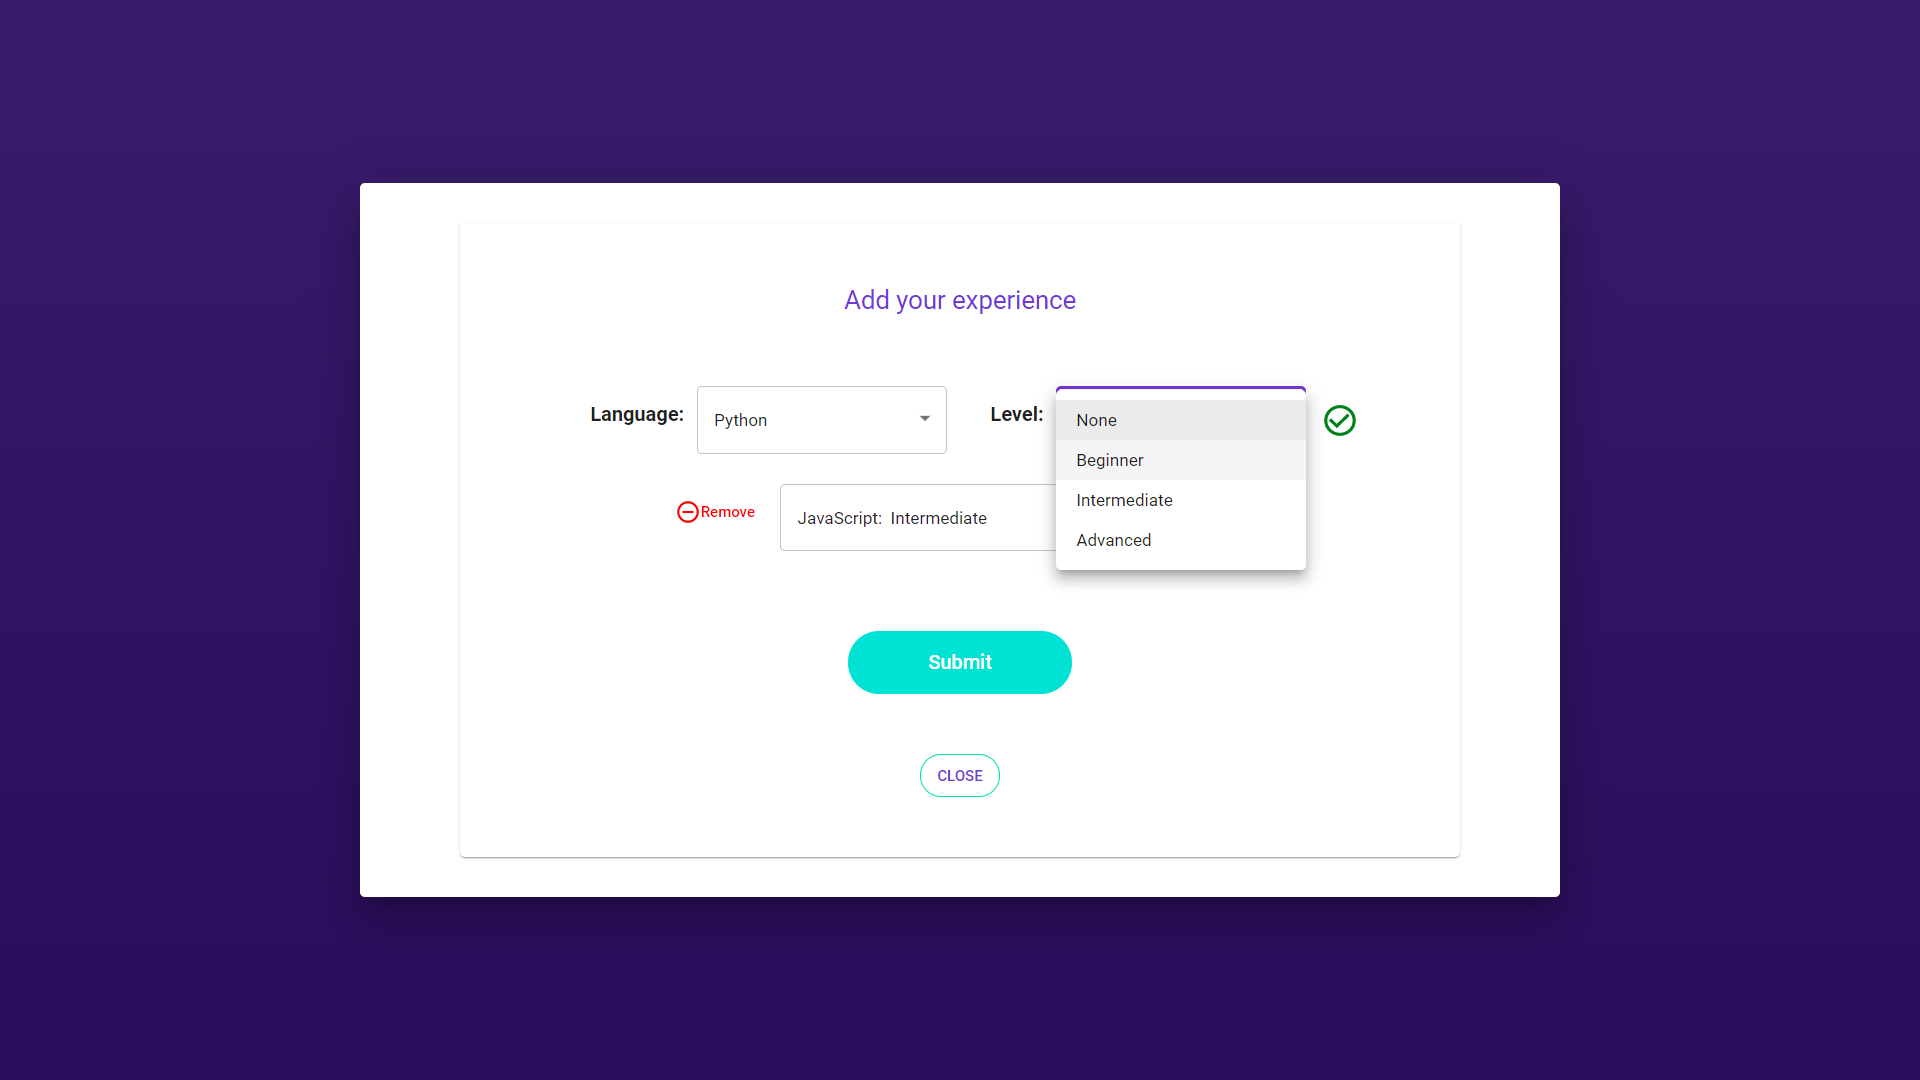 Add your experience
Language: Python Level: None
Beginner
Intermediate
Advanced
Remove JavaScript: Intermediate
Submit
CLOSE